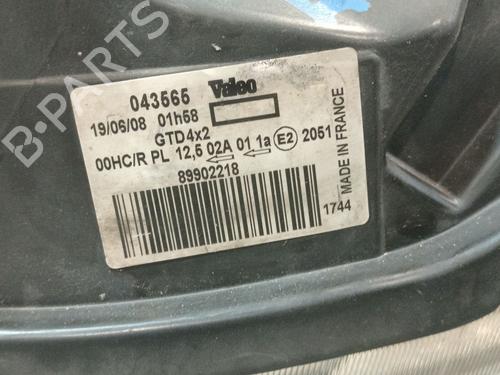 B-PARTS
043565 Valeo
19/06/08 01h58
GTD4x2
00HC/R PL 12,5 02A 01 1a E2 2051
89902218
1744
MADE IN FRANCE